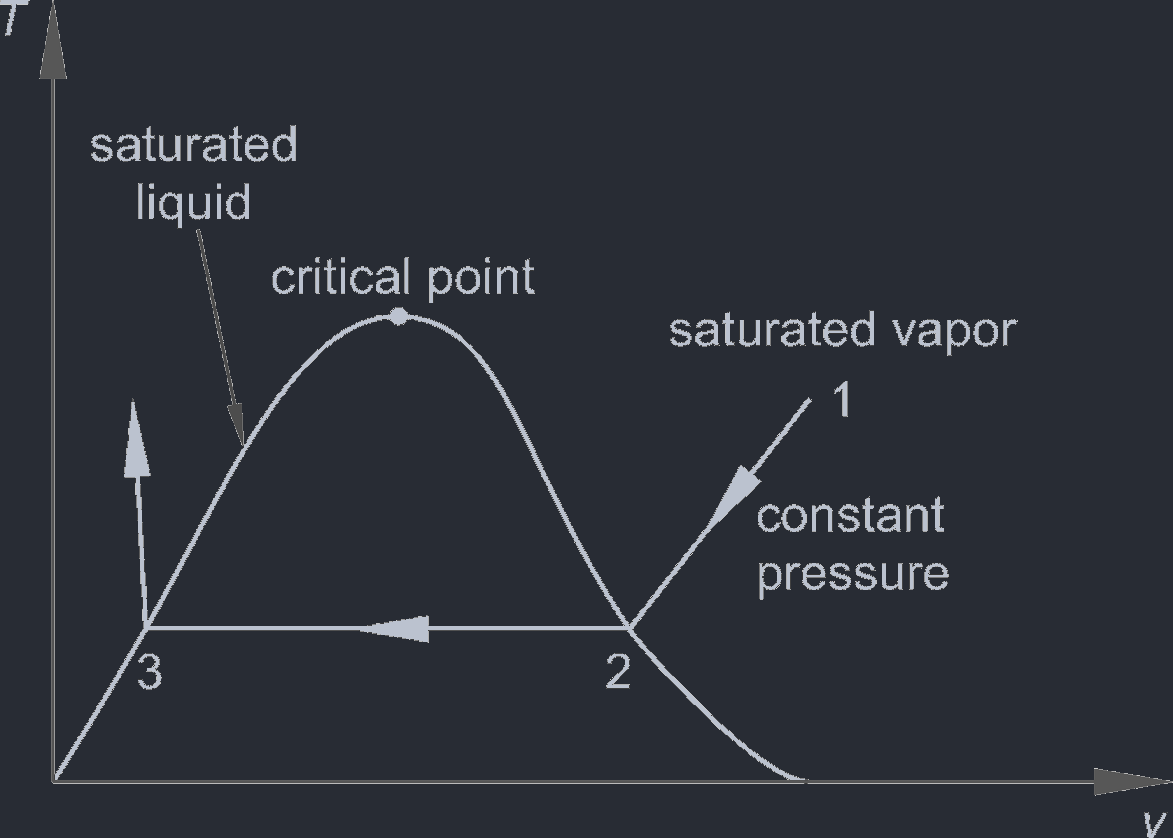 T
saturated
liquid
critical point
saturated vapor
1
constant
pressure
3
2
v